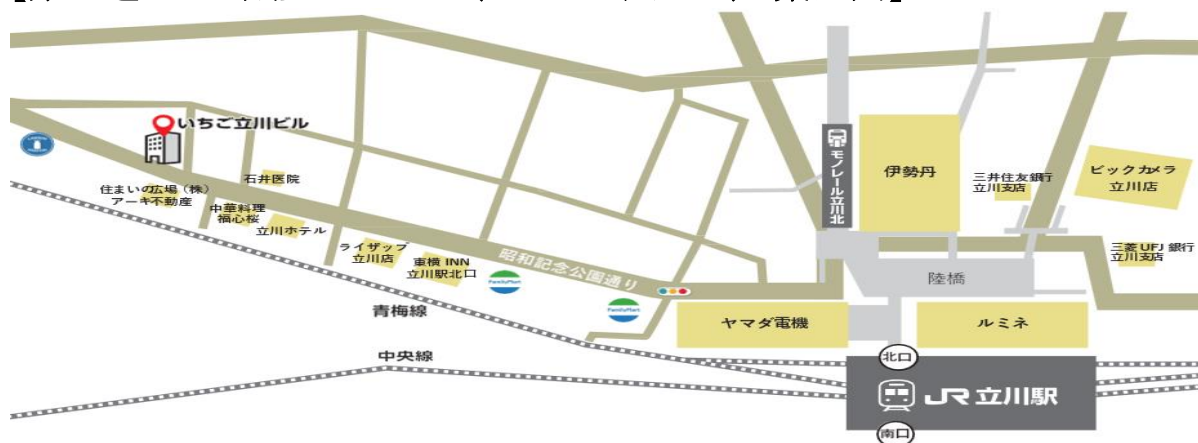 いちご立川ビル
石井医院
住まいの広場（株）
アーキ不動産
中華料理
福心楼
立川ホテル
ライザップ
立川店
東横 INN
立川駅北口
FamilyMart
昭和記念公園通り
FamilyMart
青梅線
中央線
モノレール立川北
伊勢丹
三井住友銀行
立川支店
ビックカメラ
立川店
三菱 UFJ 銀行
立川支店
陸橋
ヤマダ電機
ルミネ
北口
JR 立川駅
南口